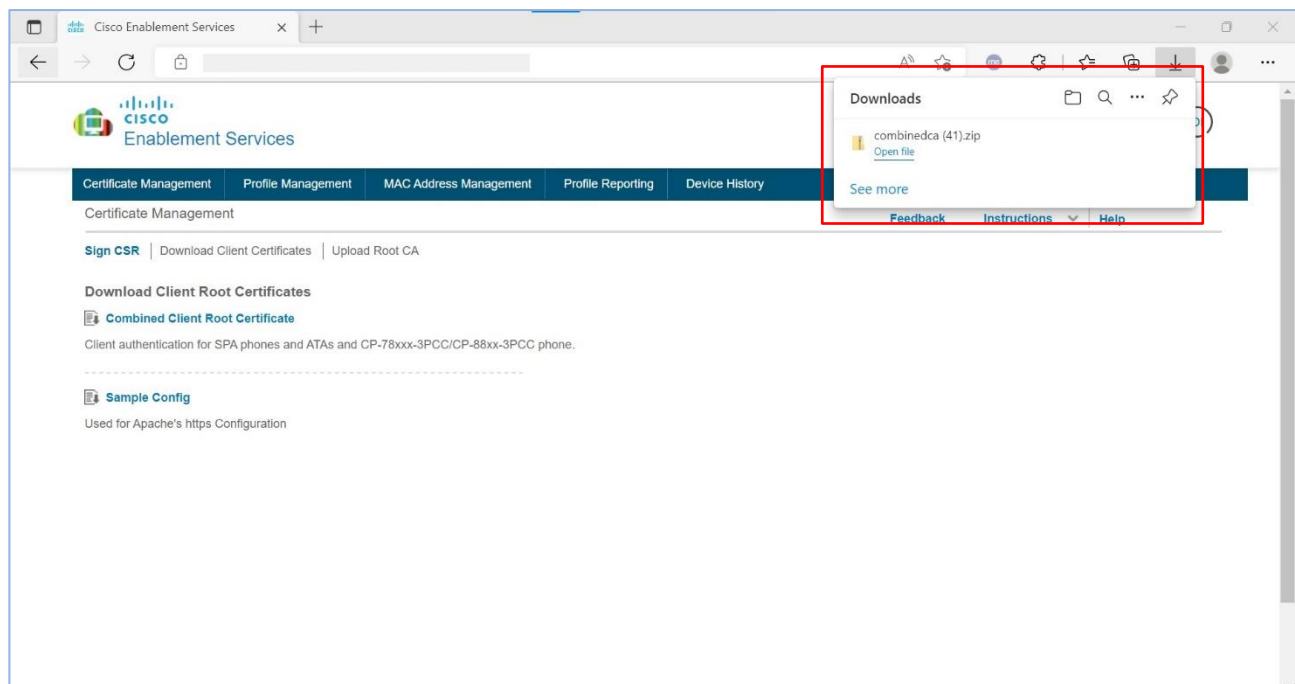 Cisco Enablement Services
Downloads
combinedca (41).zip
Open file
See more
CISCO
Enablement Services
Certificate Management Profile Management MAC Address Management Profile Reporting Device History
Certificate Management
Feedback Instructions Help
Sign CSR Download Client Certificates Upload Root CA
Download Client Root Certificates
Combined Client Root Certificate
Client authentication for SPA phones and ATAs and CP-78xxx-3PCC/CP-88xx-3PCC phone.
Sample Config
Used for Apache's https Configuration